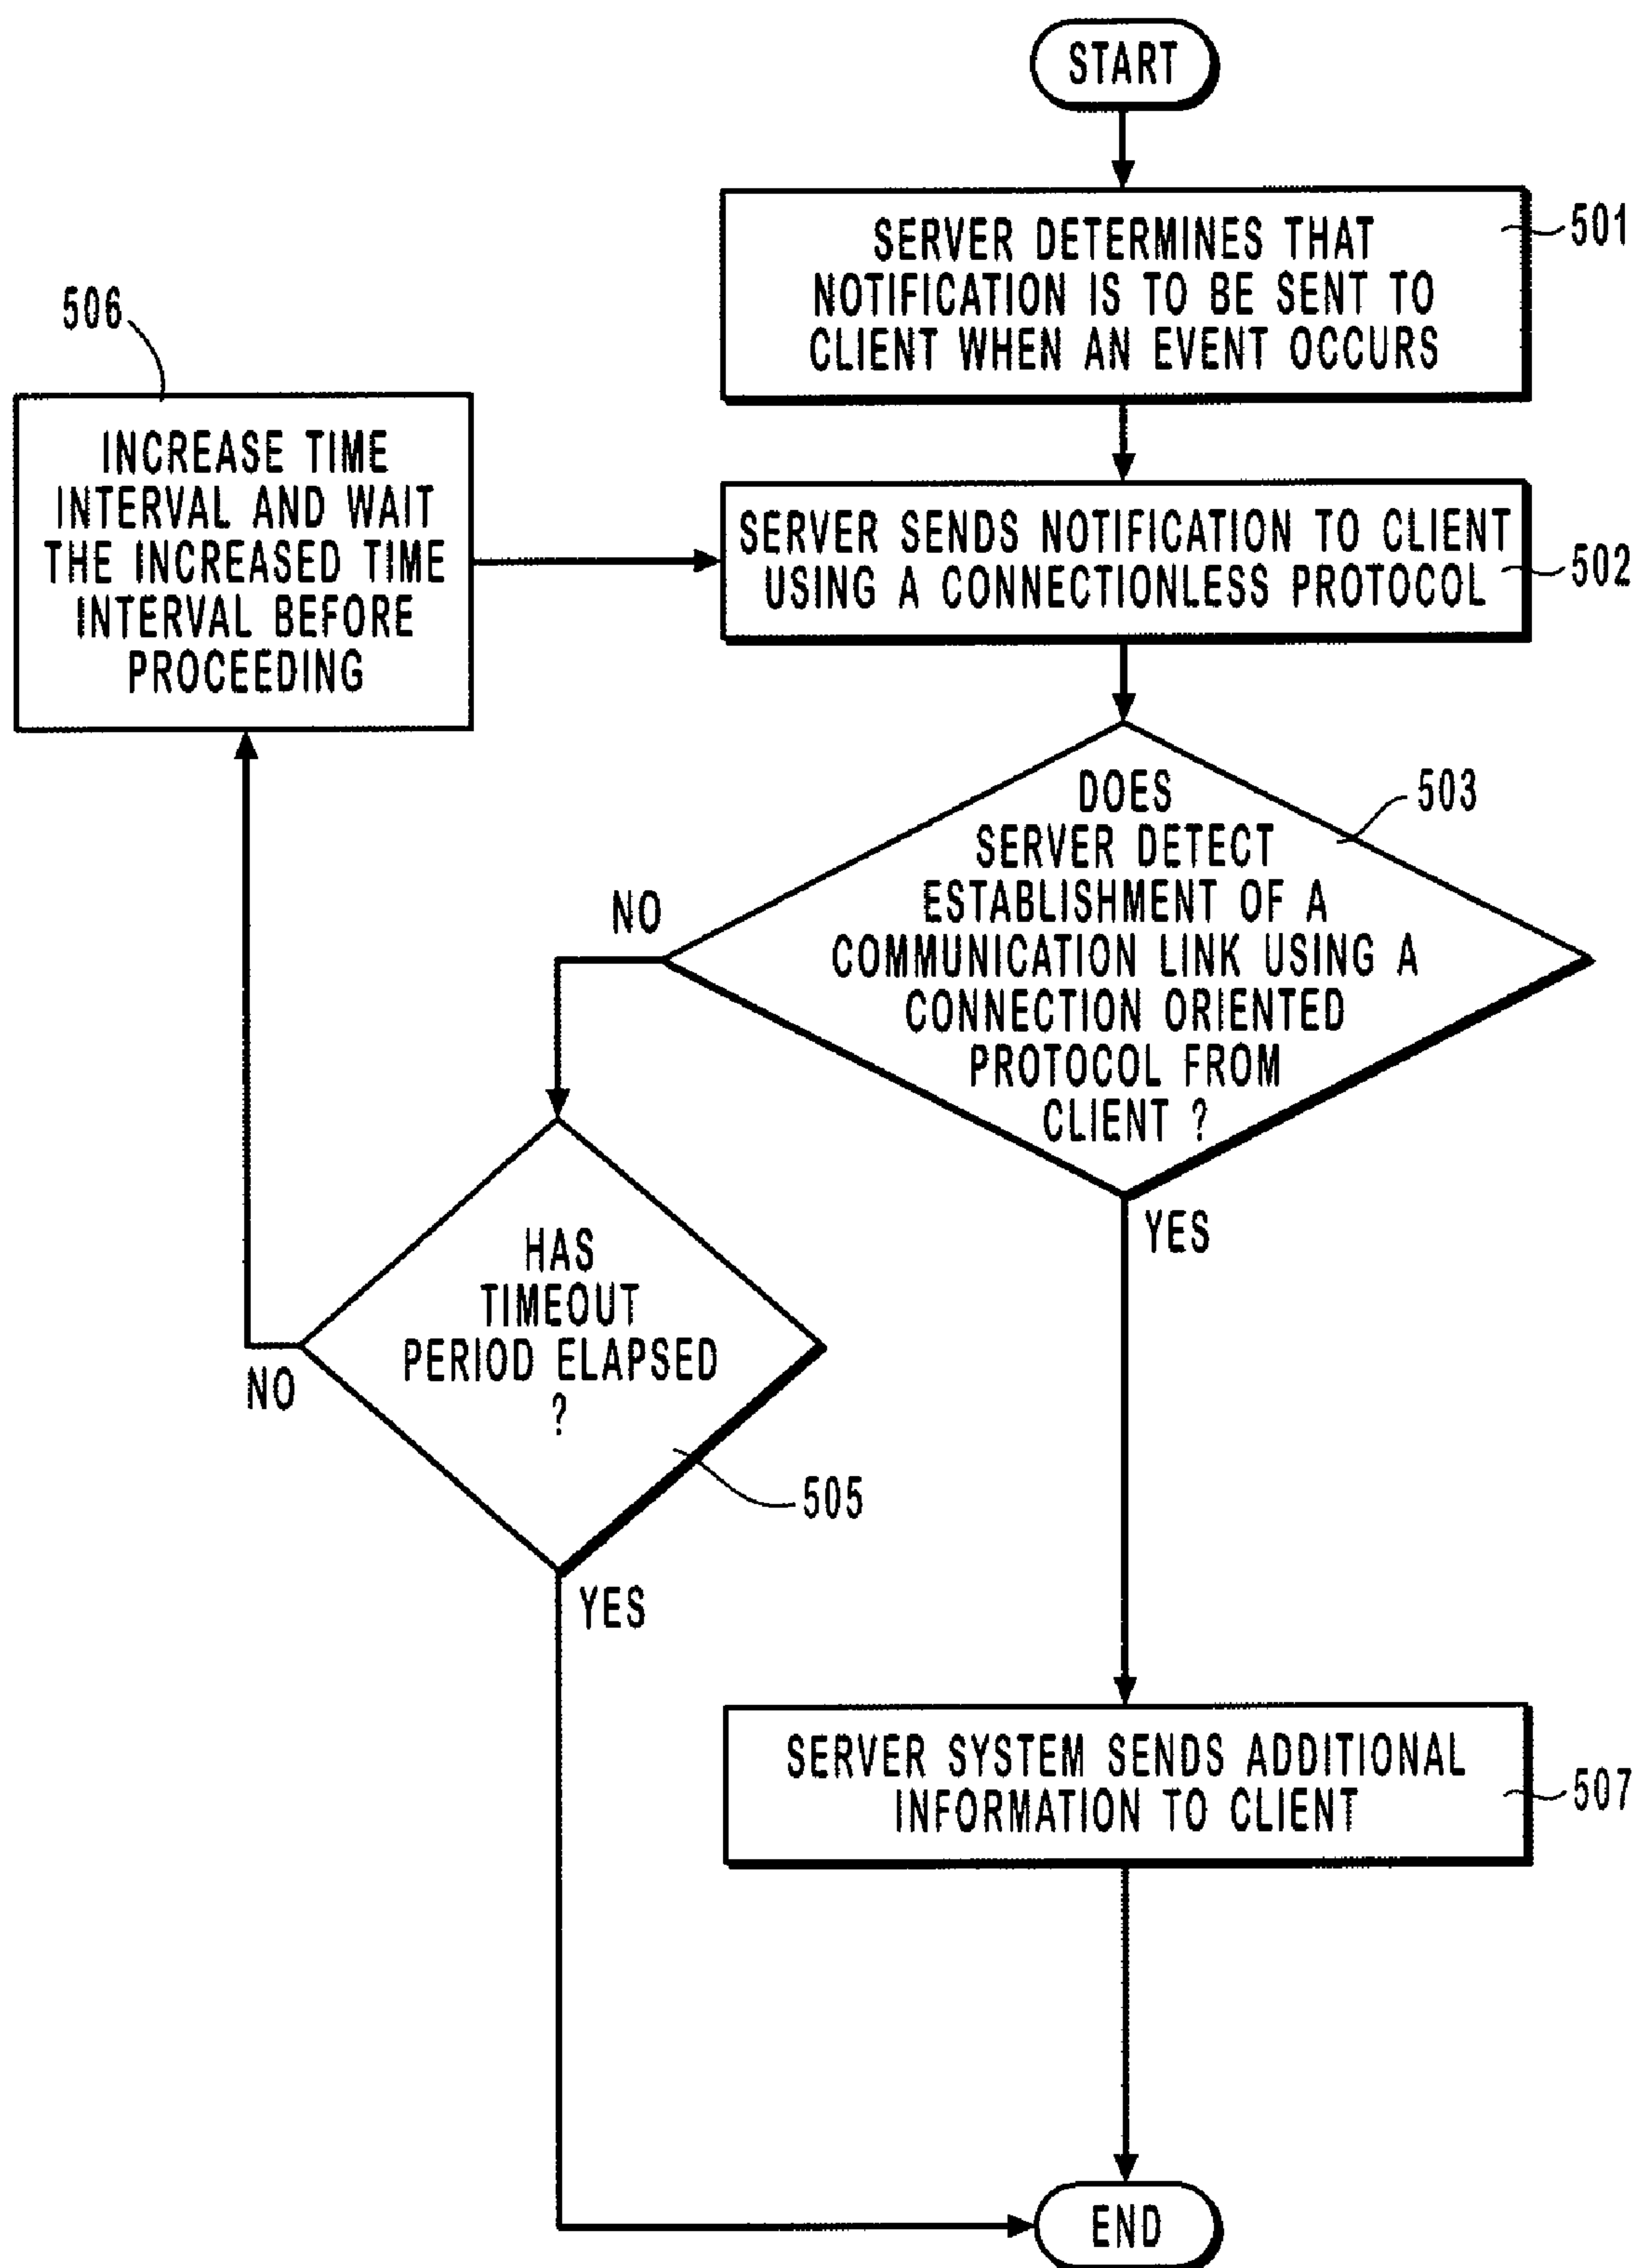 START
SERVER DETERMINES THAT
NOTIFICATION IS TO BE SENT TO
CLIENT WHEN AN EVENT OCCURS
501
506
INCREASE TIME
INTERVAL AND WAIT
THE INCREASED TIME
INTERVAL BEFORE
PROCEEDING
SERVER SENDS NOTIFICATION TO CLIENT
USING A CONNECTIONLESS PROTOCOL
502
DOES
SERVER DETECT
ESTABLISHMENT OF A
COMMUNICATION LINK USING A
CONNECTION ORIENTED
PROTOCOL FROM
CLIENT ?
503
NO
YES
HAS
TIMEOUT
PERIOD ELAPSED
?
505
NO
YES
SERVER SYSTEM SENDS ADDITIONAL
INFORMATION TO CLIENT
507
END